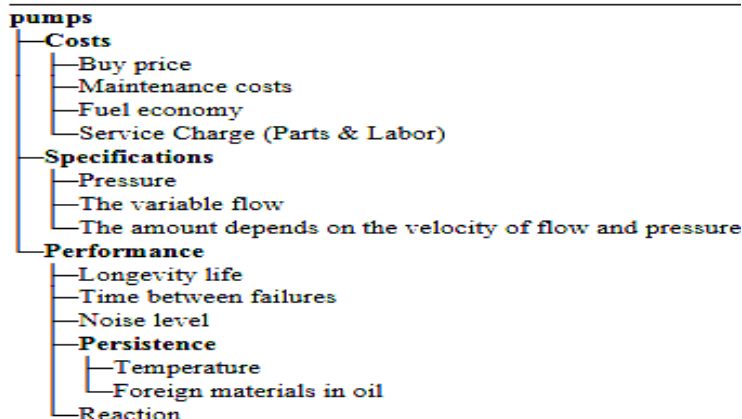 pumps
Costs
Buy price
Maintenance costs
Fuel economy
Service Charge (Parts & Labor)
Specifications
Pressure
The variable flow
The amount depends on the velocity of flow and pressure
Performance
Longevity life
Time between failures
Noise level
Persistence
Temperature
Foreign materials in oil
Reaction